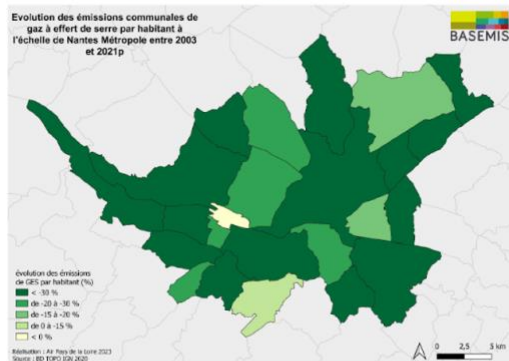 Evolution des émissions communales de
gaz à effert de serre par habitant à
l'échelle de Nantes Métropole entre 2003
et 2021p
BASEMIS
évolution des émissions
de GES par habitant (%)
< -30 %
de -20 à -30 %
de -15 à -20 %
de 0 à -15 %
< 0 %
Réalisation : Air Pays de la Loire 2023
Source : BD TOPO IGN 2020
0 2,5 5 km